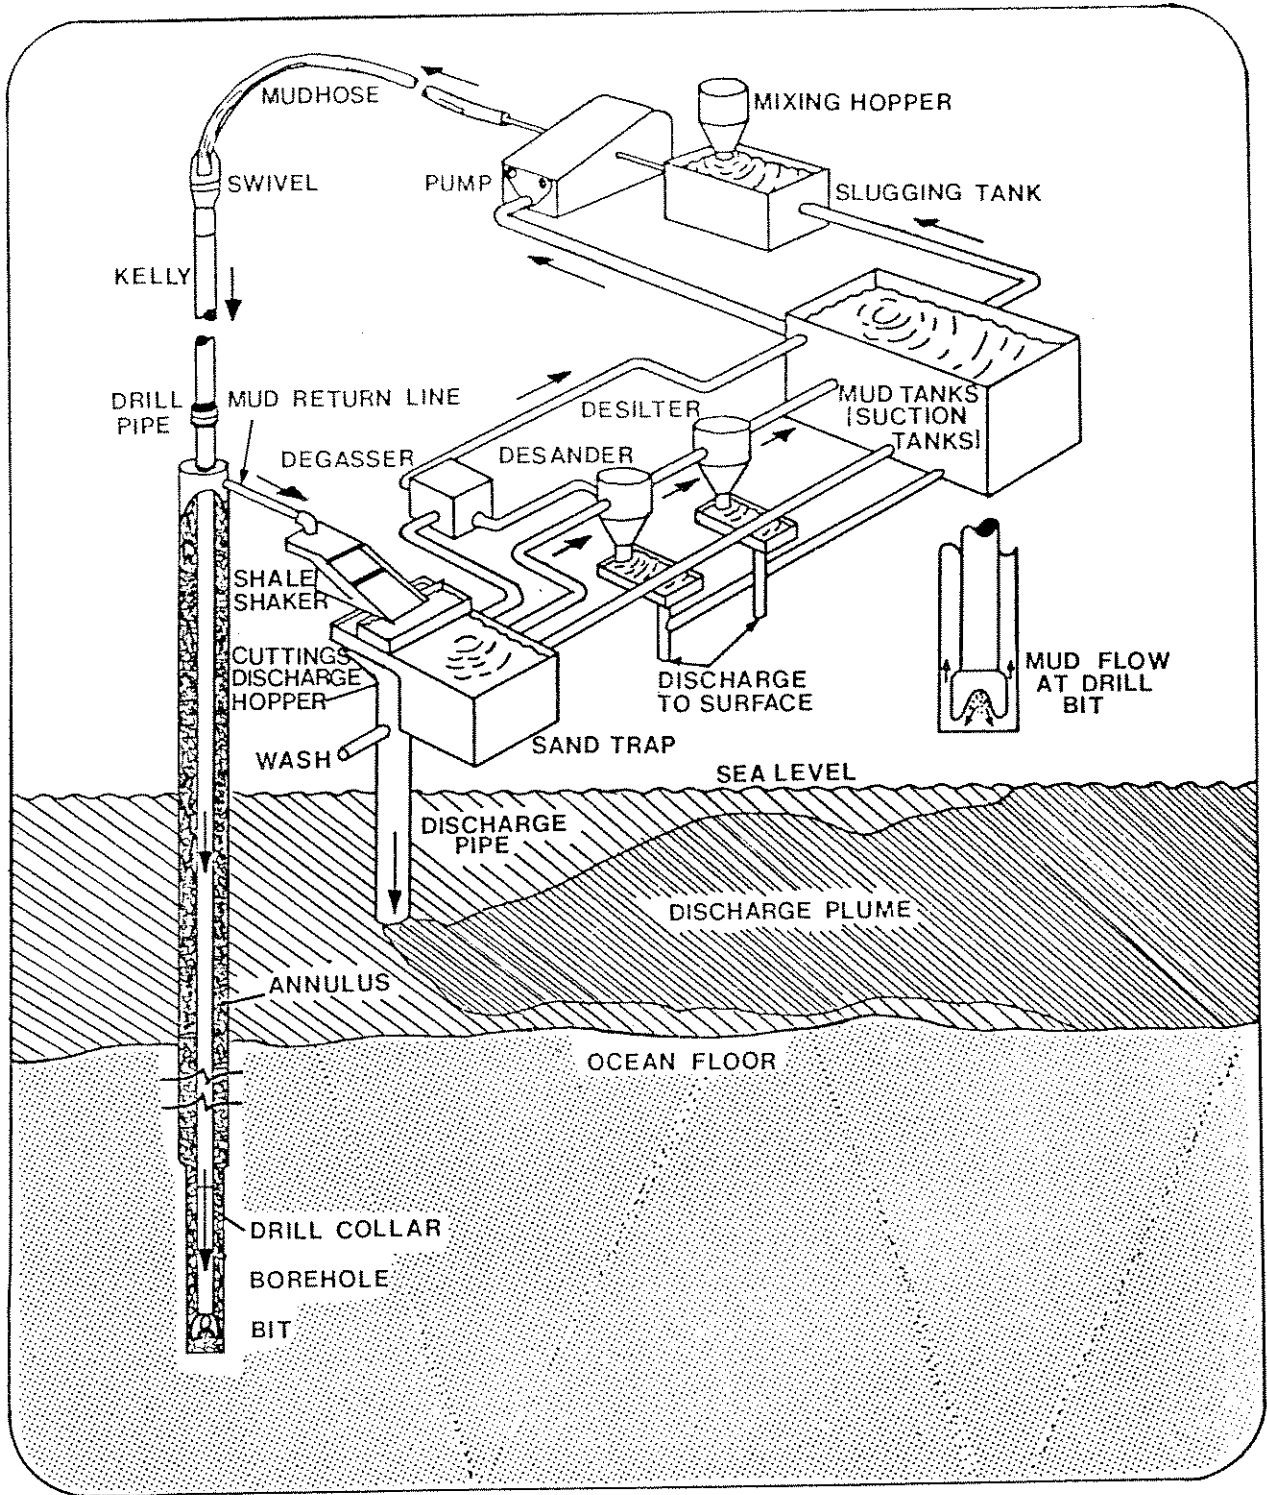 MUDHOSE
MIXING HOPPER
SWIVEL
PUMP
SLUGGING TANK
KELLY
DRILL
PIPE
MUD RETURN LINE
DEGASSER
DESANDER
DESILTER
MUD TANKS
|SUCTION
TANKS|
SHALE
SHAKER
CUTTINGS
DISCHARGE
HOPPER
WASH
SAND TRAP
DISCHARGE
TO SURFACE
MUD FLOW
AT DRILL
BIT
SEA LEVEL
DISCHARGE
PIPE
DISCHARGE PLUME
ANNULUS
OCEAN FLOOR
DRILL COLLAR
BOREHOLE
BIT